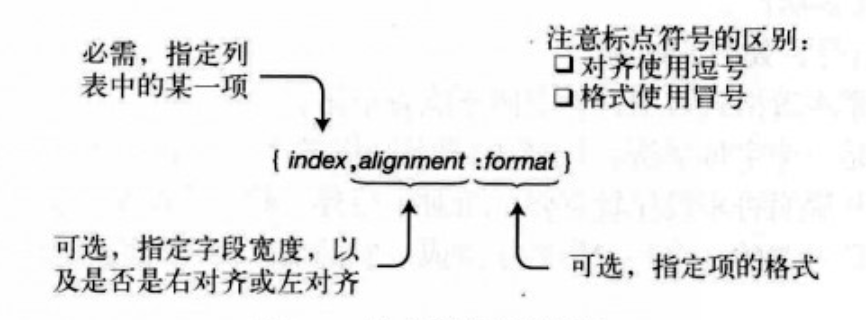 必需，指定列
表中的某一项
注意标点符号的区别：
❑ 对齐使用逗号
❑ 格式使用冒号
{ index,alignment :format }
可选，指定字段宽度，以
及是否是右对齐或左对齐
可选，指定项的格式